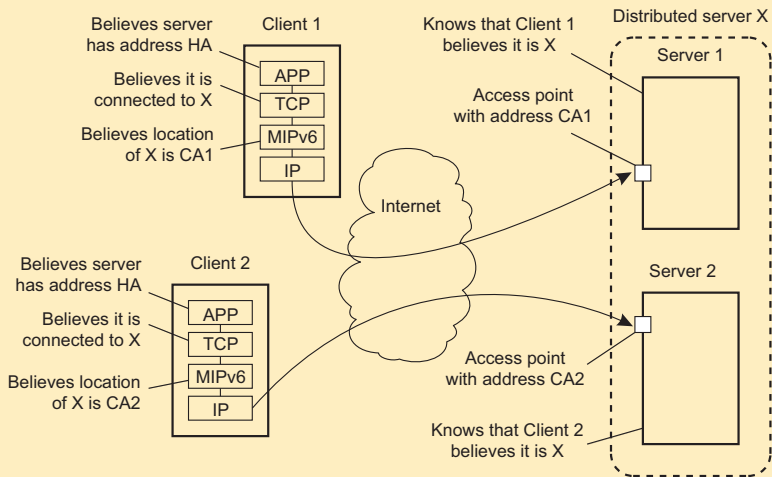 Believes server
has address HA
Believes it is
connected to X
Believes location
of X is CA1
Client 1
APP
TCP
MIPv6
IP
Internet
Knows that Client 1
believes it is X
Access point
with address CA1
Distributed server X
Server 1
Believes server
has address HA
Believes it is
connected to X
Believes location
of X is CA2
Client 2
APP
TCP
MIPv6
IP
Server 2
Access point
with address CA2
Knows that Client 2
believes it is X